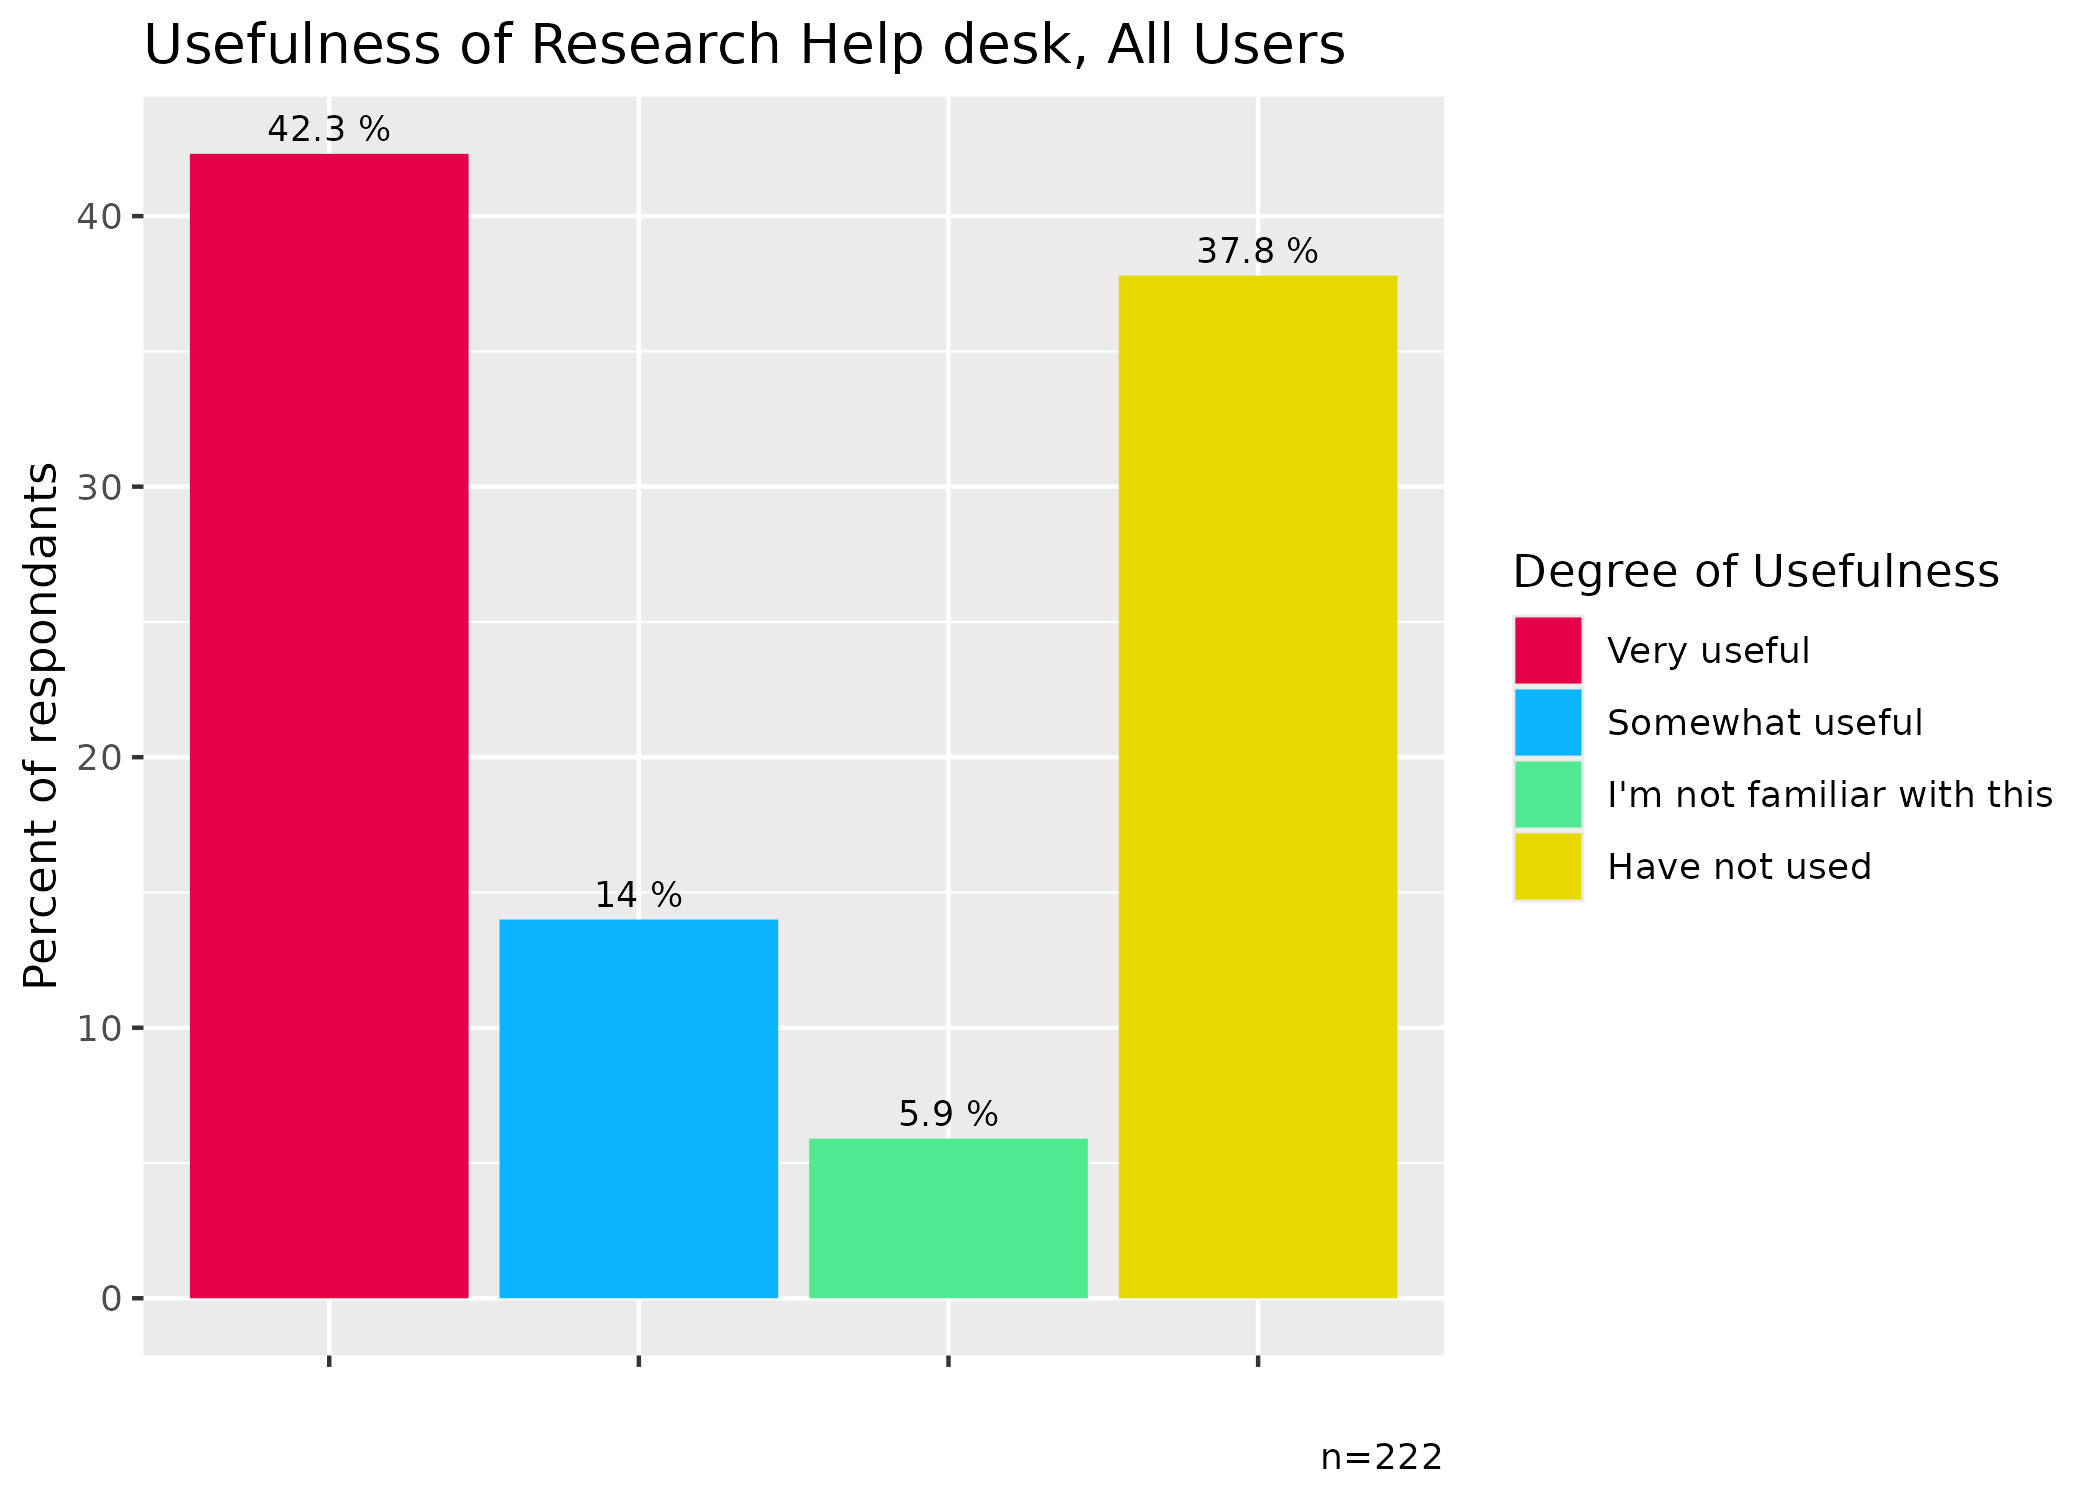 Usefulness of Research Help desk, All Users
42.3 %
14 %
5.9 %
37.8 %
40
30
20
10
0
Percent of respondants
Degree of Usefulness
Very useful
Somewhat useful
I'm not familiar with this
Have not used
n=222